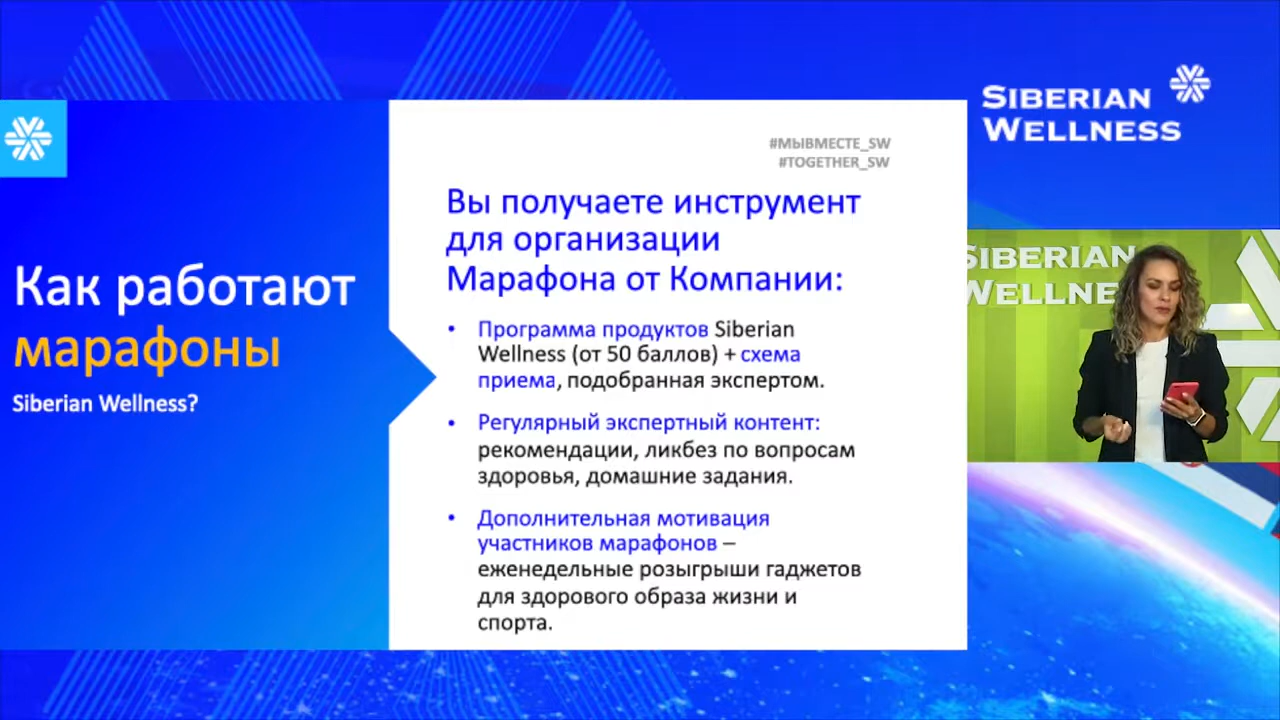 SIBERIAN
WELLNESS
#МЫВМЕСТЕ_SW
#TOGETHER_SW
Как работают
марафоны
Siberian Wellness?
Вы получаете инструмент
для организации
Марафона от Компании:
• Программа продуктов Siberian
Wellness (от 50 баллов) + схема
приема, подобранная экспертом.
• Регулярный экспертный контент:
рекомендации, ликбез по вопросам
здоровья, домашние задания.
• Дополнительная мотивация
участников марафонов –
еженедельные розыгрыши гаджетов
для здорового образа жизни и
спорта.
SIBERIAN
WELLNE